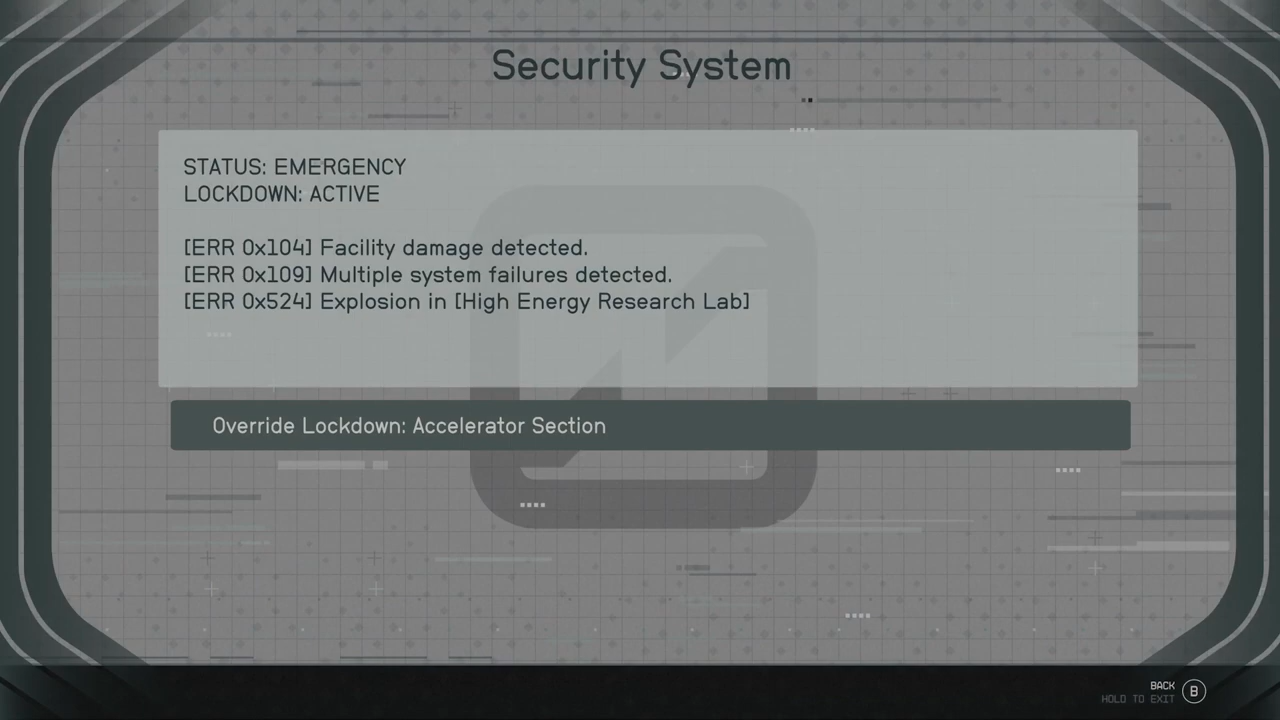 Security System
STATUS: EMERGENCY
LOCKDOWN: ACTIVE
[ERR 0x104] Facility damage detected.
[ERR 0x109] Multiple system failures detected.
[ERR 0x524] Explosion in [High Energy Research Lab]
Override Lockdown: Accelerator Section
BACK
HOLD TO EXIT
B